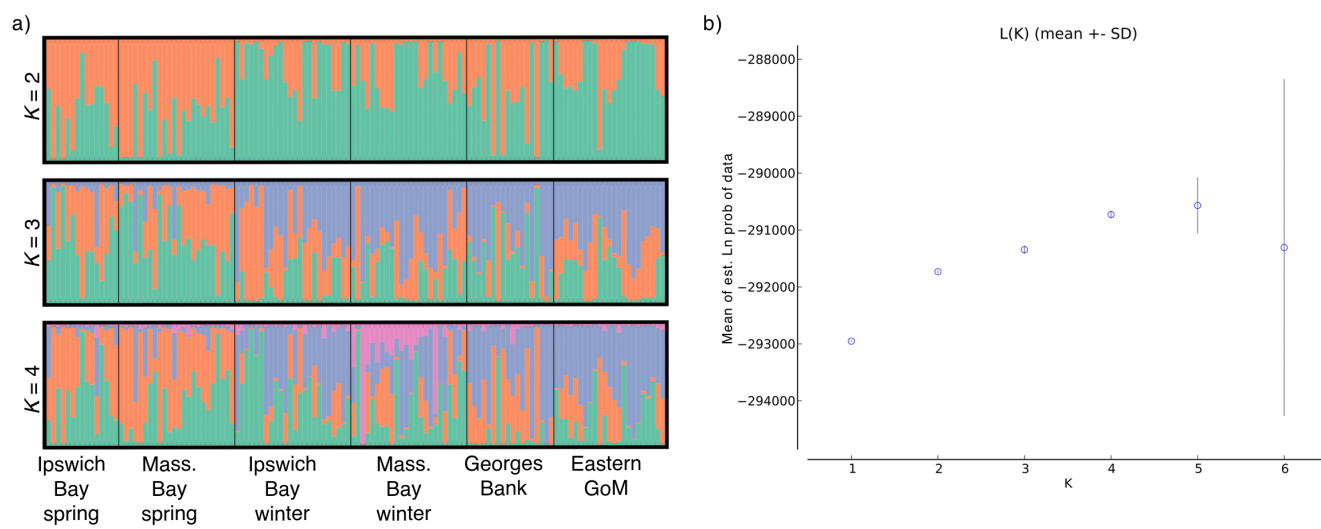 a)
K = 2
K = 3
K = 4
Ipswich
Bay
spring
Mass.
Bay
spring
Ipswich
Bay
winter
Mass.
Bay
winter
Georges
Bank
Eastern
GoM
b)
L(K) (mean +- SD)
Mean of est. Ln prob of data
−288000
−289000
−290000
−291000
−292000
−293000
−294000
1
2
3
4
5
6
K